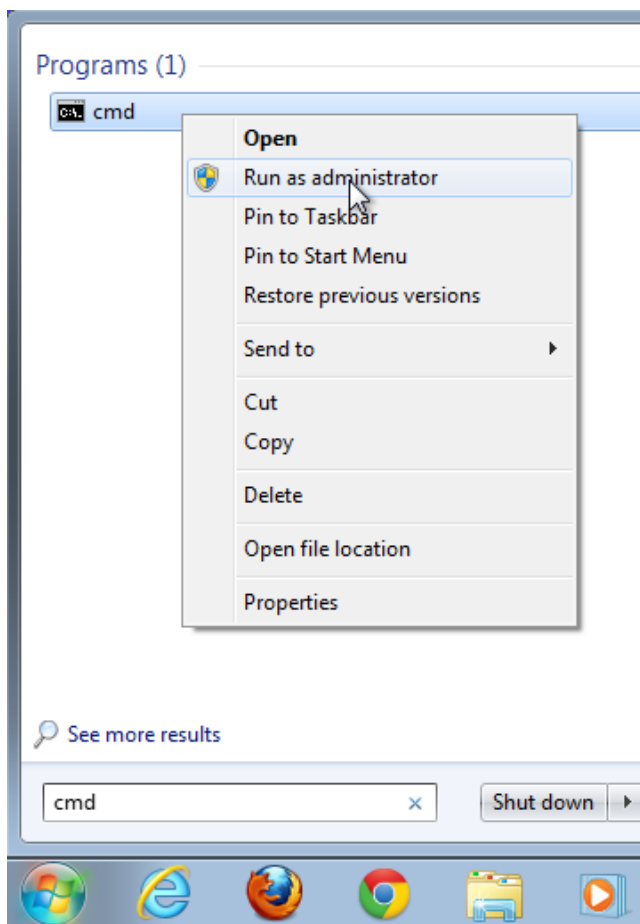 Programs (1)
cmd
Open
Run as administrator
Pin to Taskbar
Pin to Start Menu
Restore previous versions
Send to
Cut
Copy
Delete
Open file location
Properties
See more results
cmd
Shut down